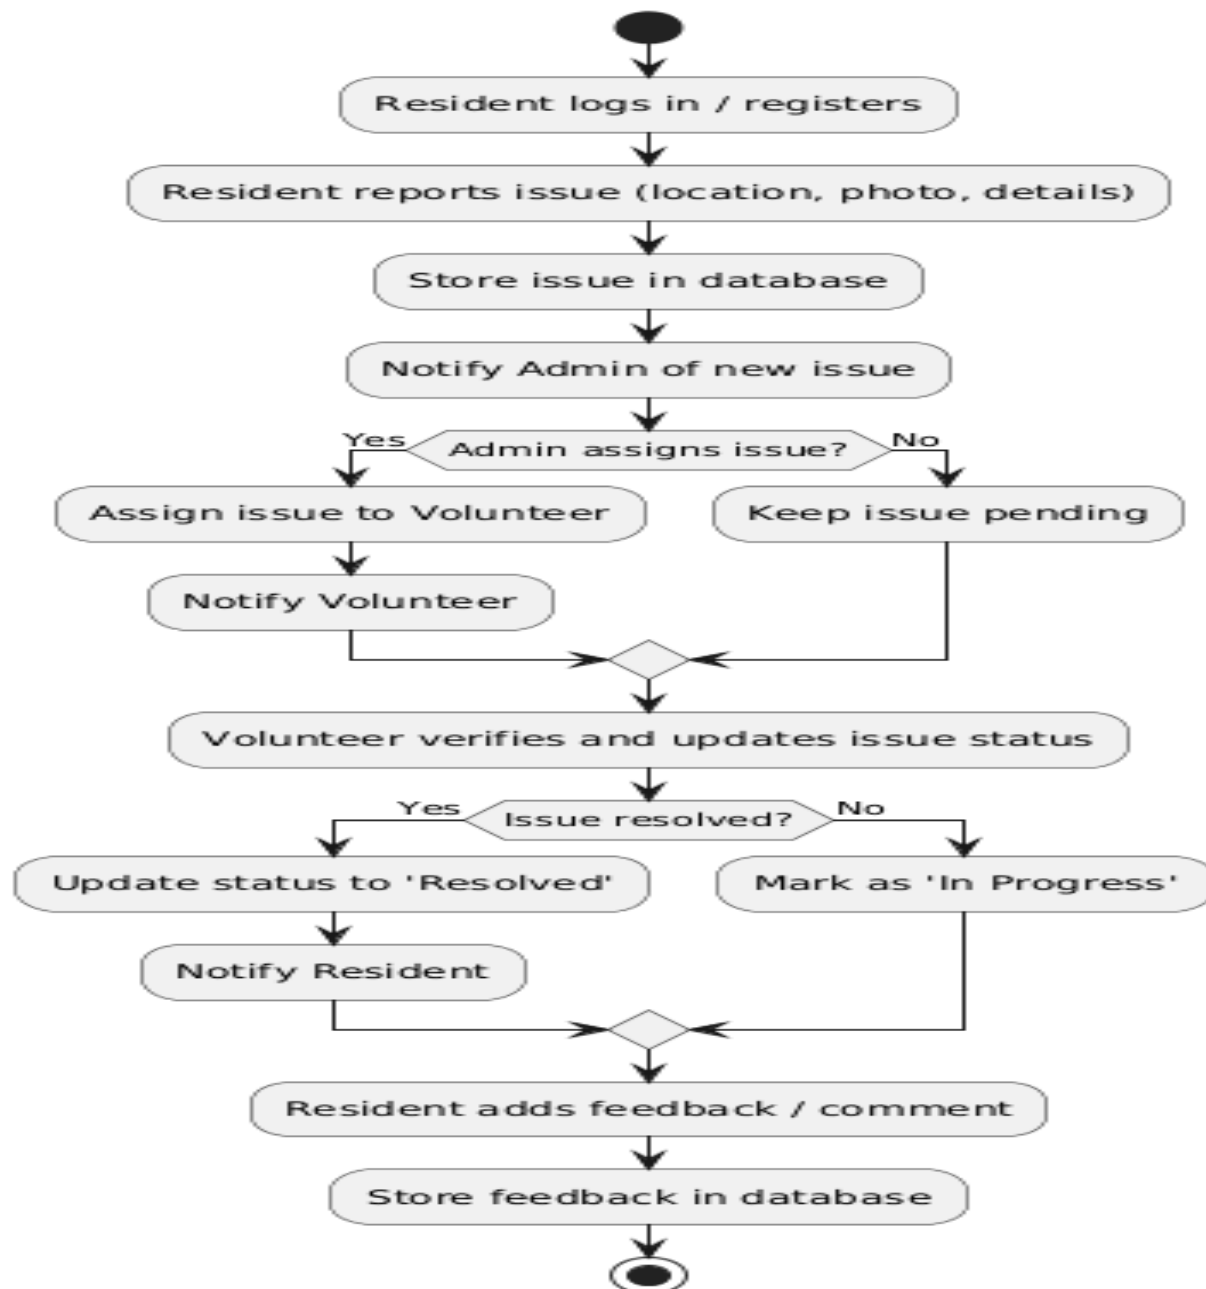 Resident logs in / registers
Resident reports issue (location, photo, details)
Store issue in database
Notify Admin of new issue
Yes
Admin assigns issue?
No
Assign issue to Volunteer
Keep issue pending
Notify Volunteer
Volunteer verifies and updates issue status
Yes
Issue resolved?
No
Update status to 'Resolved'
Mark as 'In Progress'
Notify Resident
Resident adds feedback / comment
Store feedback in database